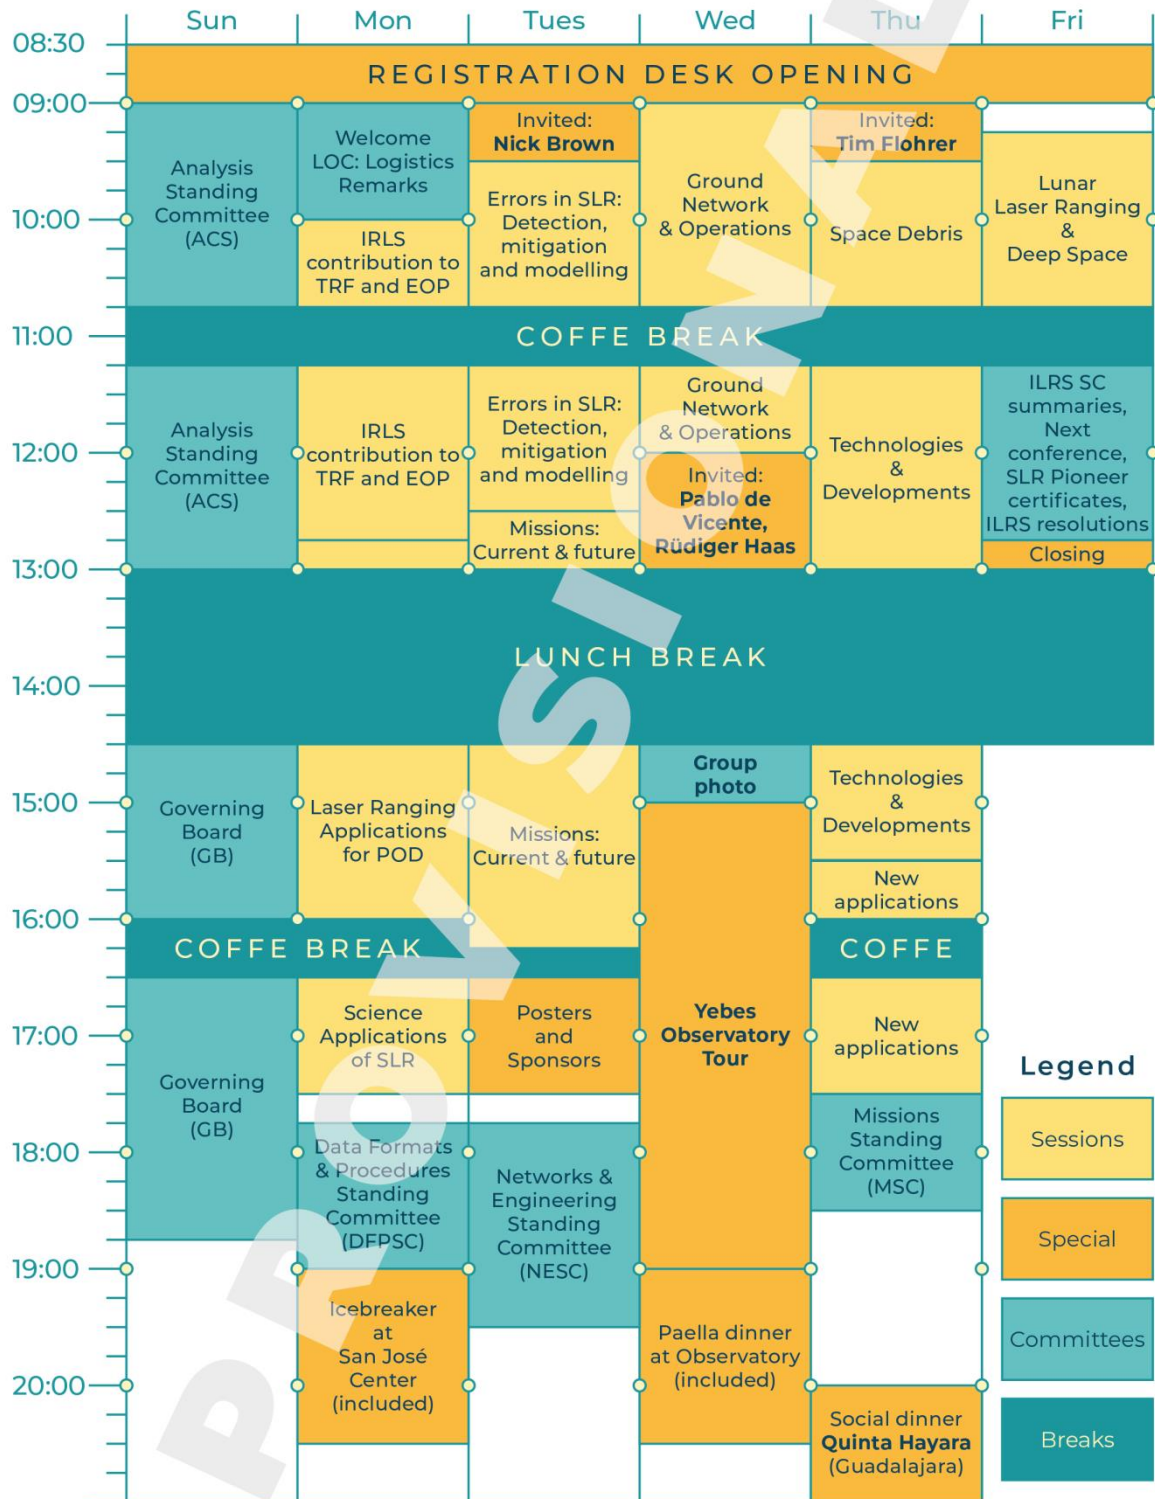 Sun Mon Tues Wed Thu Fri
08:30
REGISTRATION DESK OPENING
09:00
Analysis
Standing
Committee
(ACS)
Welcome
LOC: Logistics
Remarks
IRLS
contribution to
TRF and EOP
Invited:
Nick Brown
Errors in SLR:
Detection,
mitigation
and modelling
Ground
Network
& Operations
Invited:
Tim Flohrer
Space Debris
Lunar
Laser Ranging
&
Deep Space
10:00
11:00
COFFE BREAK
Analysis
Standing
Committee
(ACS)
IRLS
contribution to
TRF and EOP
Errors in SLR:
Detection,
mitigation
and modelling
Missions:
Current & future
Ground
Network
& Operations
Invited:
Pablo de
Vicente,
Rüdiger Haas
Technologies
&
Developments
ILRS SC
summaries,
Next
conference,
SLR Pioneer
certificates,
ILRS resolutions
Closing
12:00
13:00
LUNCH BREAK
14:00
Governing
Board
(GB)
Laser Ranging
Applications
for POD
Missions:
Current & future
Group
photo
Technologies
&
Developments
New
applications
15:00
16:00
COFFE BREAK
COFFE
Governing
Board
(GB)
Science
Applications
of SLR
Posters
and
Sponsors
Yebes
Observatory
Tour
New
applications
17:00
Data Formats
& Procedures
Standing
Committee
(DFPSC)
Networks &
Engineering
Standing
Committee
(NESC)
Missions
Standing
Committee
(MSC)
18:00
19:00
Icebreaker
at
San José
Center
(included)
Paella dinner
at Observatory
(included)
20:00
Social dinner
Quinta Hayara
(Guadalajara)
Legend
Sessions
Special
Committees
Breaks
PROVISIONAL